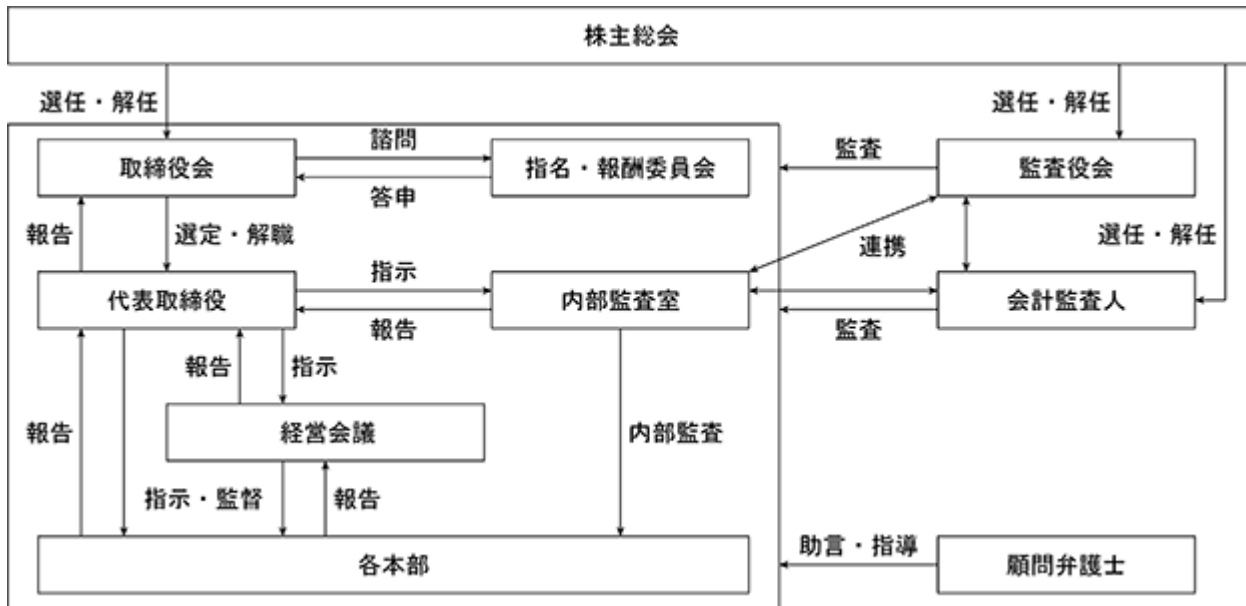 株主総会
選任・解任
選任・解任
取締役会
諮問
答申
指名・報酬委員会
監査
監査役会
報告
選定・解職
連携
選任・解任
代表取締役
指示
報告
内部監査室
監査
会計監査人
報告
指示
報告
経営会議
内部監査
指示・監督
報告
各本部
助言・指導
顧問弁護士